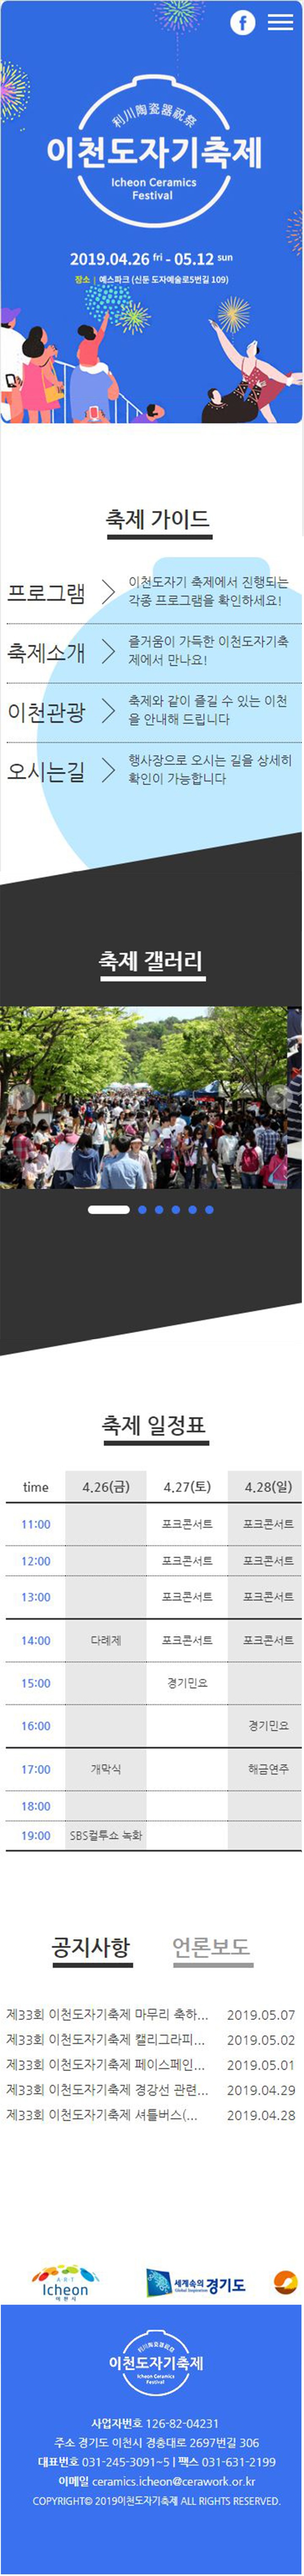 利川陶瓷器祝祭
이천도자기축제
Icheon Ceramics
Festival
2019.04.26 fri - 05.12 sun
장소 | 예스파크 (신둔 도자예술로5번길 109)
축제 가이드
프로그램
이천도자기 축제에서 진행되는
각종 프로그램을 확인하세요!
축제소개
즐거움이 가득한 이천도자기축
제에서 만나요!
이천관광
축제와 같이 즐길 수 있는 이천
을 안내해 드립니다
오시는길
행사장으로 오시는 길을 상세히
확인이 가능합니다
축제 갤러리
축제 일정표
time 4.26(금) 4.27(토) 4.28(일)
11:00 포크콘서트 포크콘서트
12:00 포크콘서트 포크콘서트
13:00 포크콘서트 포크콘서트
14:00 다례제 포크콘서트 포크콘서트
15:00 경기민요
16:00 경기민요
17:00 개막식 해금연주
18:00
19:00 SBS컬투쇼 녹화
공지사항 언론보도
제33회 이천도자기축제 마무리 축하... 2019.05.07
제33회 이천도자기축제 캘리그라피... 2019.05.02
제33회 이천도자기축제 페이스페인... 2019.05.01
제33회 이천도자기축제 경강선 관련... 2019.04.29
제33회 이천도자기축제 셔틀버스(... 2019.04.28
ART
Icheon
이천시
세계속의 경기도
Global Inspiration
利川陶瓷器祝祭
이천도자기축제
Icheon Ceramics
Festival
사업자번호 126-82-04231
주소 경기도 이천시 경충대로 2697번길 306
대표번호 031-245-3091~5 | 팩스 031-631-2199
이메일 ceramics.icheon@cerawork.or.kr
COPYRIGHT© 2019이천도자기축제 ALL RIGHTS RESERVED.